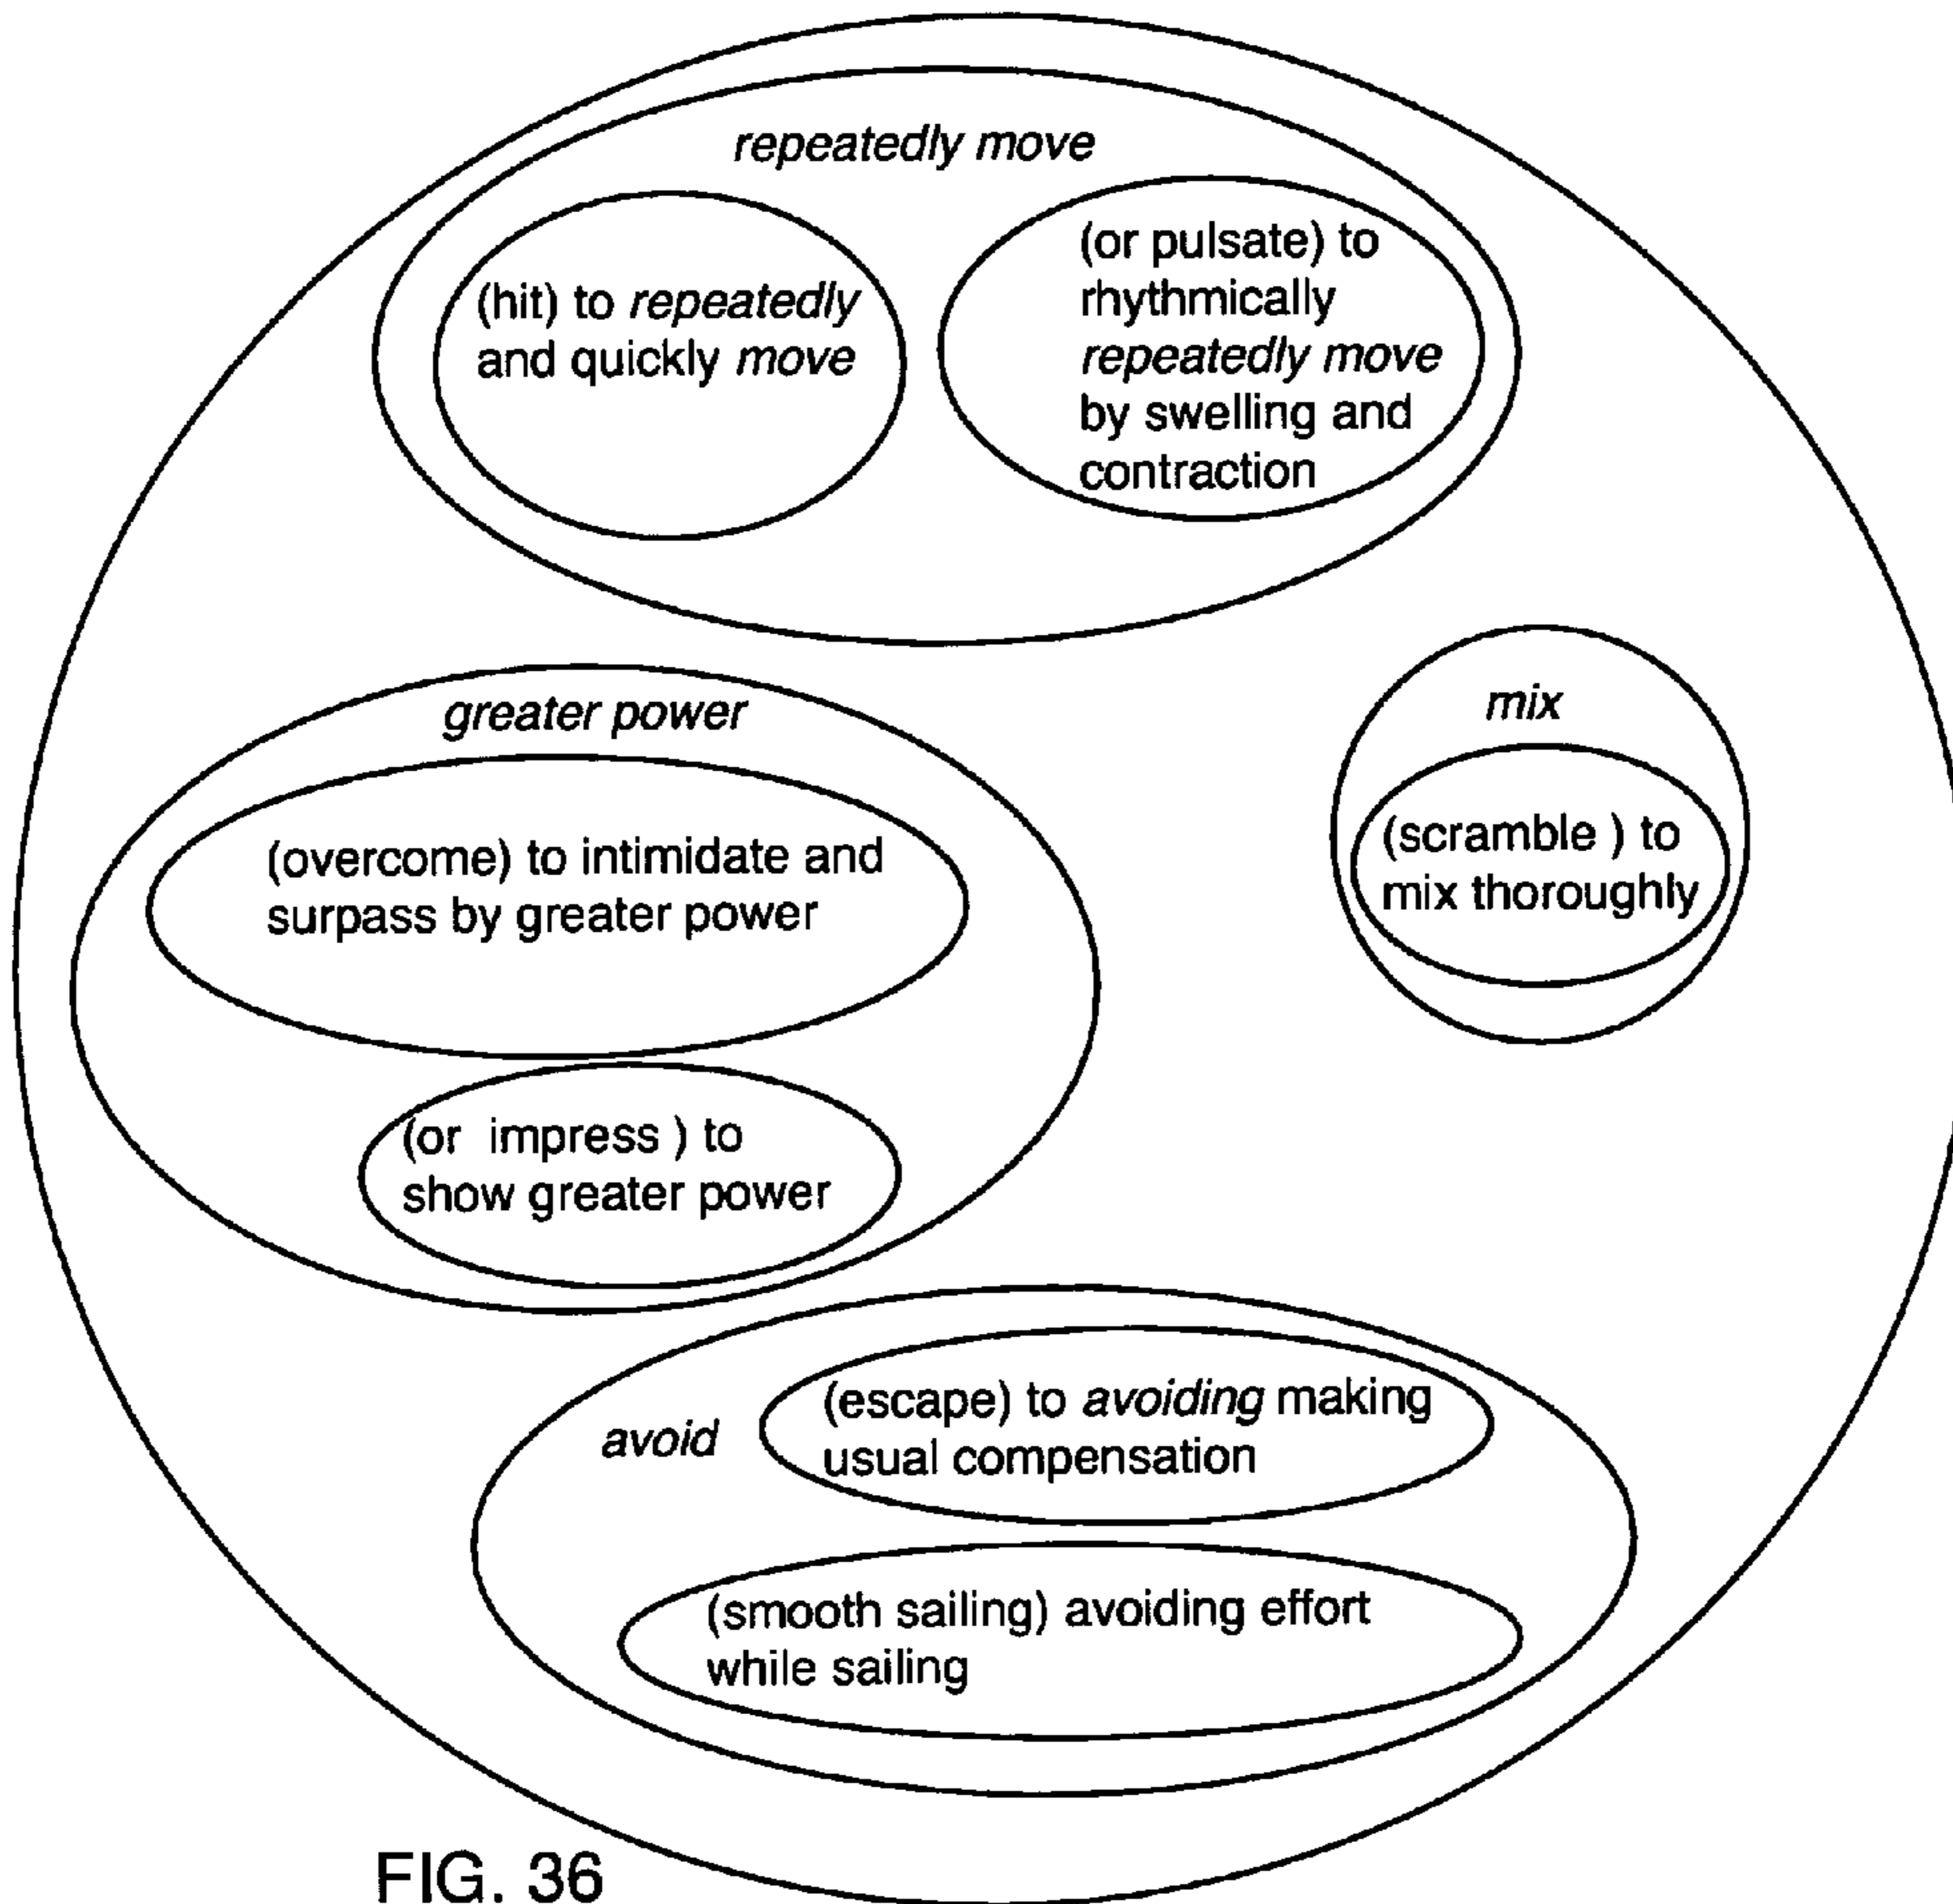 repeatedly move
(hit) to repeatedly
and quickly move
(or pulsate) to
rhythmically
repeatedly move
by swelling and
contraction
greater power
(overcome) to intimidate and
surpass by greater power
(or impress ) to
show greater power
mix
(scramble ) to
mix thoroughly
avoid
(escape) to avoiding making
usual compensation
(smooth sailing) avoiding effort
while sailing
FIG. 36